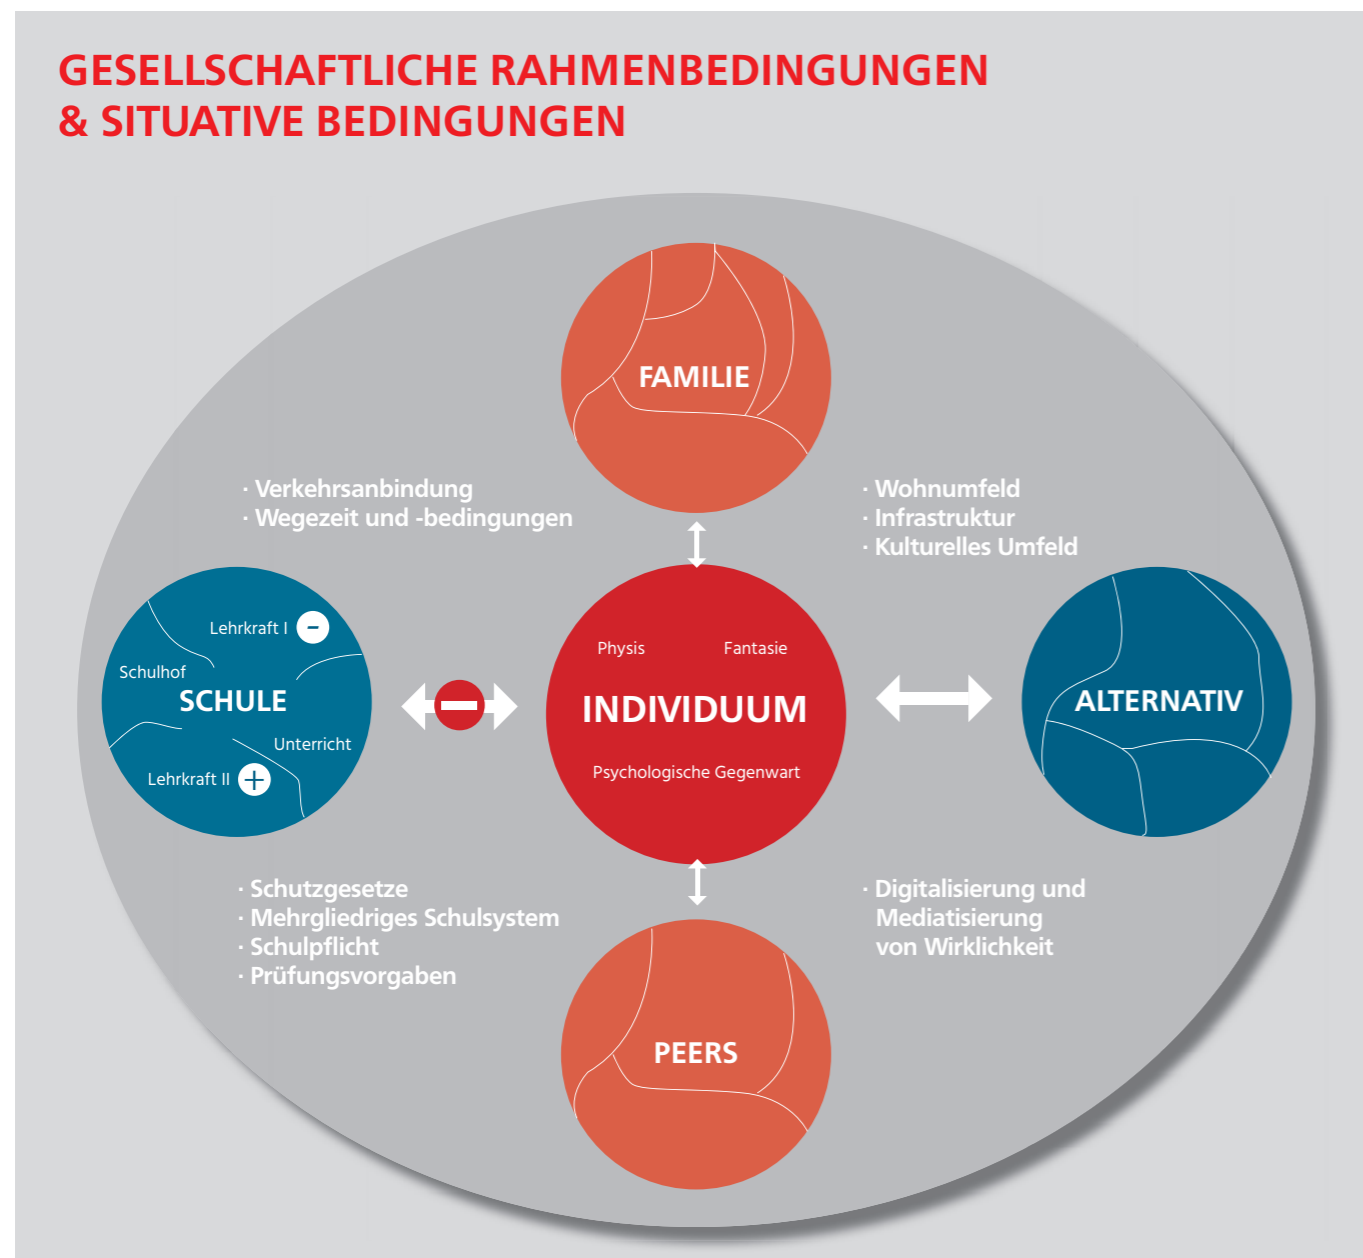 GESELLSCHAFTLICHE RAHMENBEDINGUNGEN
& SITUATIVE BEDINGUNGEN
FAMILIE
· Verkehrsanbindung
· Wegezeit und -bedingungen
· Wohnumfeld
· Infrastruktur
· Kulturelles Umfeld
Lehrkraft I -
Schulhof
SCHULE
Unterricht
Lehrkraft II +
Physis Fantasie
INDIVIDUUM
Psychologische Gegenwart
ALTERNATIV
· Schutzgesetze
· Mehrgliedriges Schulsystem
· Schulpflicht
· Prüfungsvorgaben
· Digitalisierung und
Mediatisierung
von Wirklichkeit
PEERS